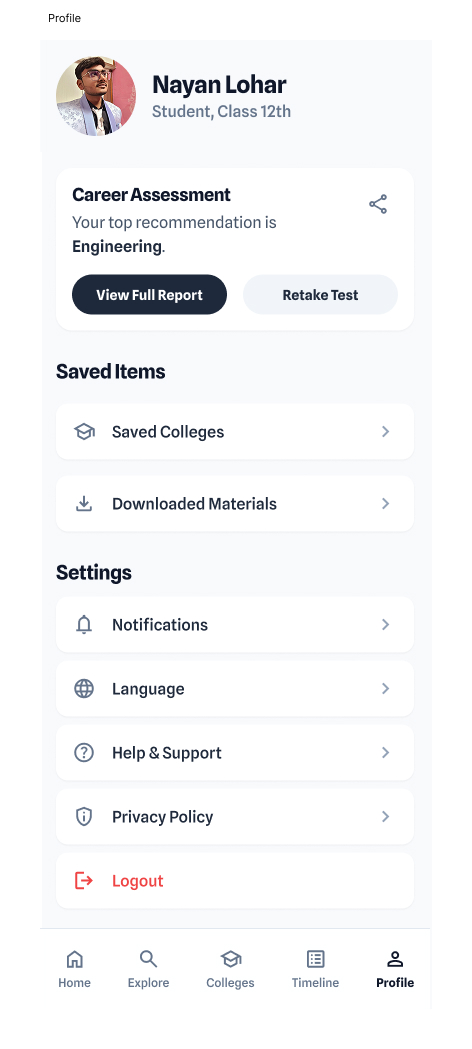 Profile
Nayan Lohar
Student, Class 12th
Career Assessment
Your top recommendation is
Engineering.
View Full Report
Retake Test
Saved Items
Saved Colleges
Downloaded Materials
Settings
Notifications
Language
Help & Support
Privacy Policy
Logout
Home
Explore
Colleges
Timeline
Profile